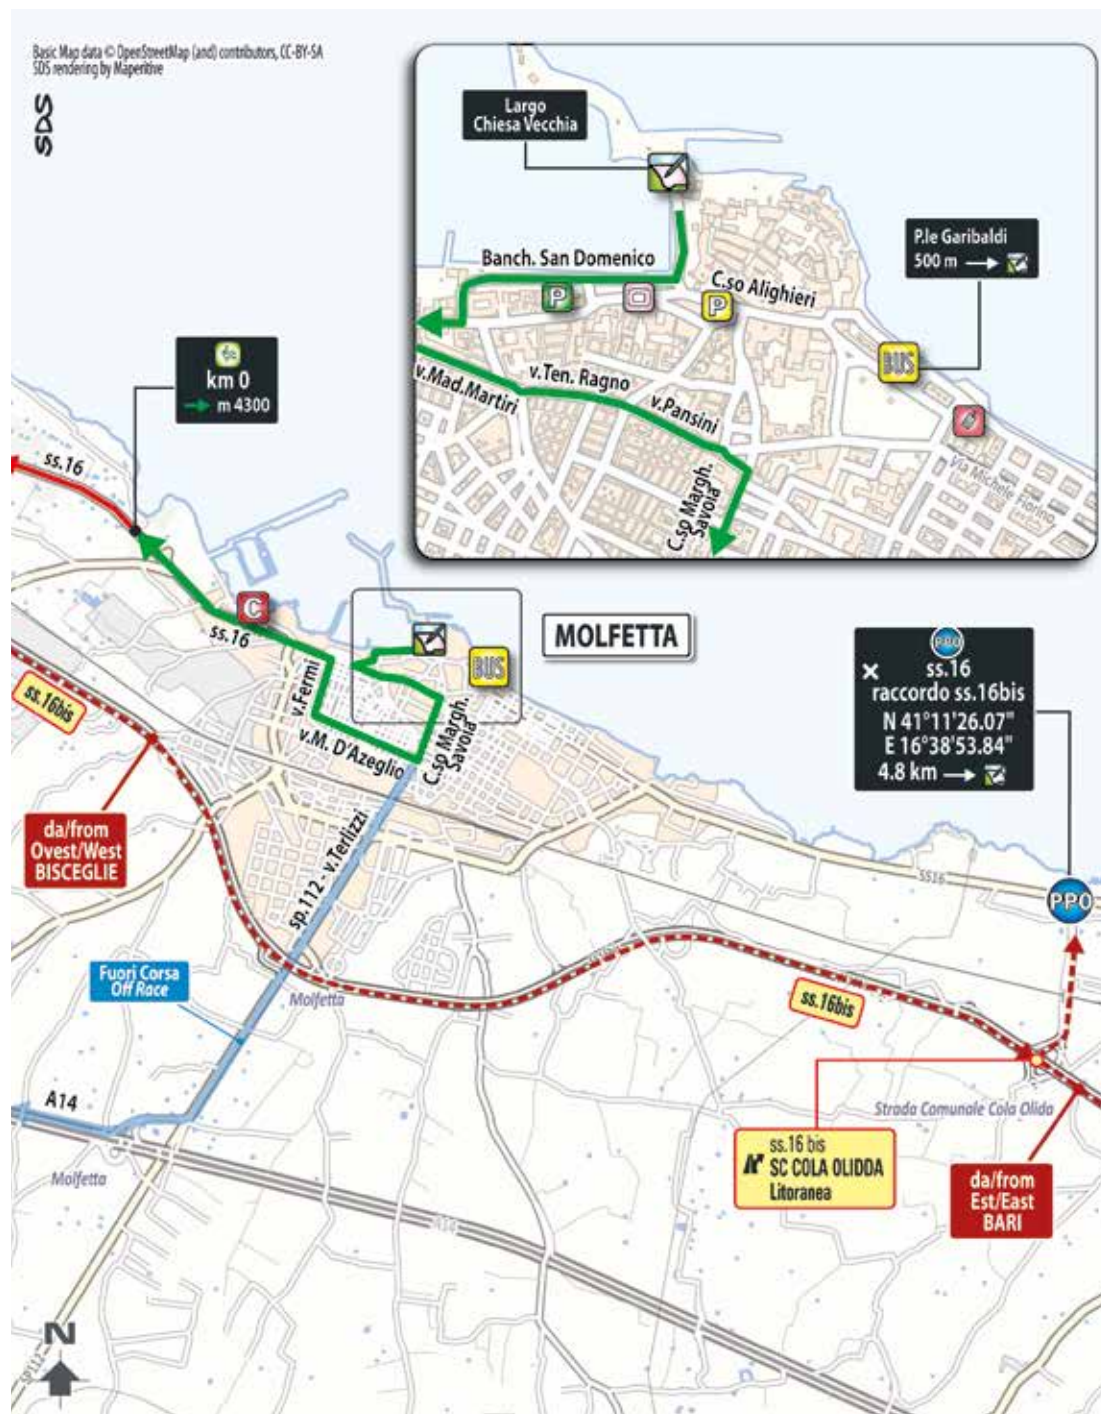 Basic Map data © OpenStreetMap (and) contributors, CC-BY-SA
SDS rendering by Maperitive
SDS
Largo
Chiesa Vecchia
P.le Garibaldi
500 m
Banch. San Domenico
C.so Alighieri
P
P
BUS
v.Mad.Martiri
v.Ten. Ragno
v.Pansini
C.so Margh.
Savoia
Via Michele Fiorino
km 0
m 4300
ss.16
C
ss.16
MOLFETTA
BUS
v.Fermi
v.M. D'Azeglio
C.so Margh.
Savoia
PPO
ss.16
raccordo ss.16bis
N 41°11'26.07"
E 16°38'53.84"
4.8 km
ss.16bis
da/from
Ovest/West
BISCEGLIE
sp.112 - v.Terlizzi
SS16
PPO
Fuori Corsa
Off Race
Molfetta
ss.16bis
A14
Strada Comunale Cola Olida
Molfetta
ss.16 bis
SC COLA OLIDDA
Litoranea
da/from
Est/East
BARI
A14
N
SP112